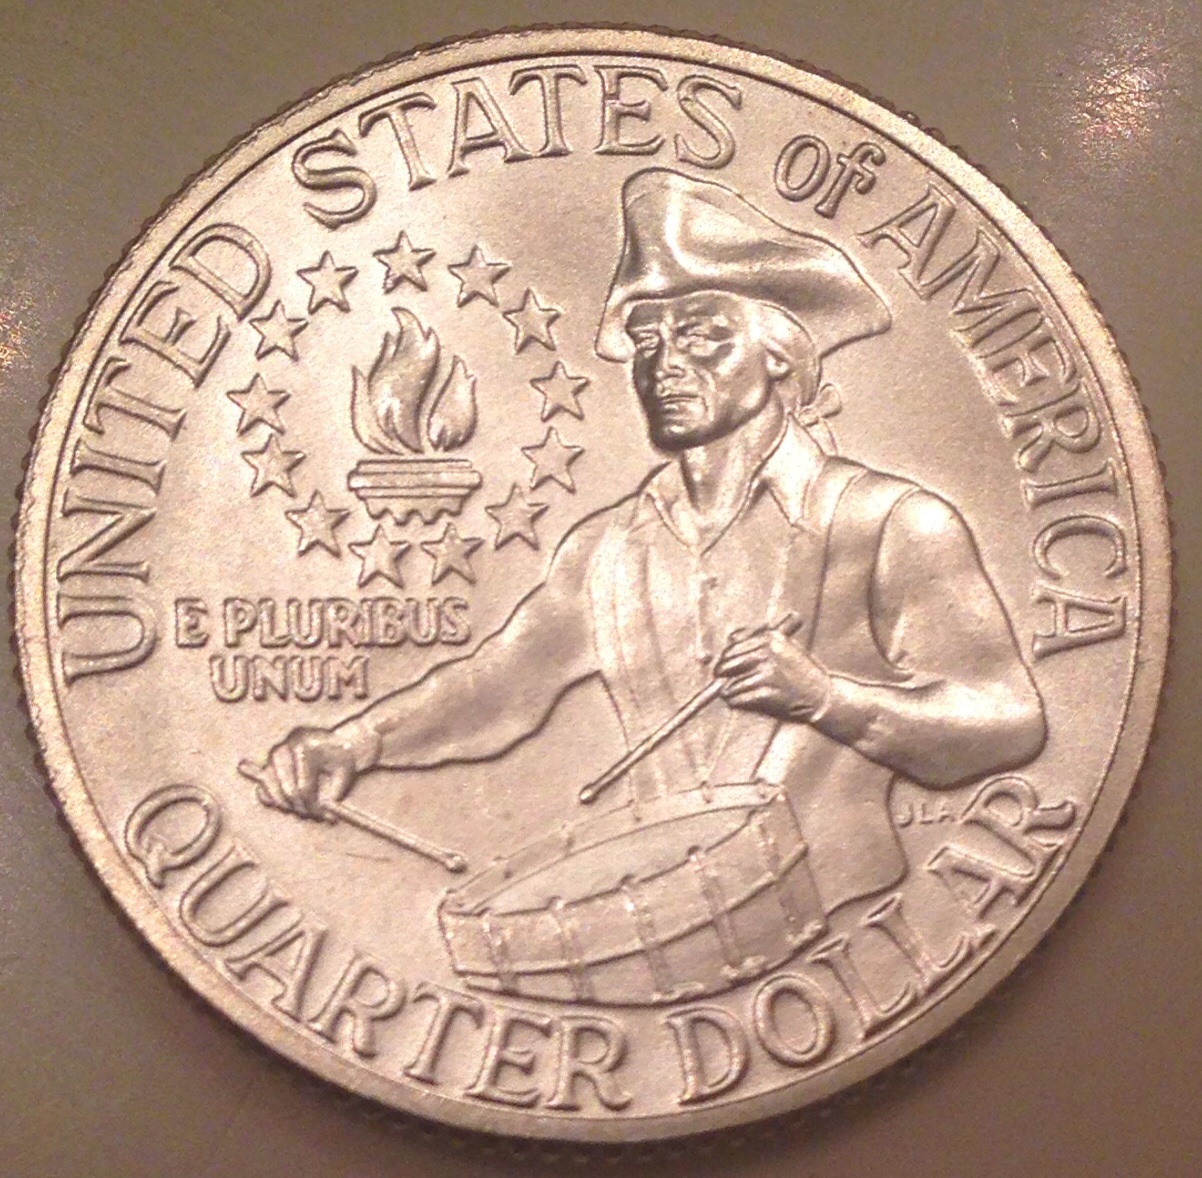 UNITED STATES of AMERICA
E PLURIBUS
UNUM
JLA
QUARTER DOLLAR